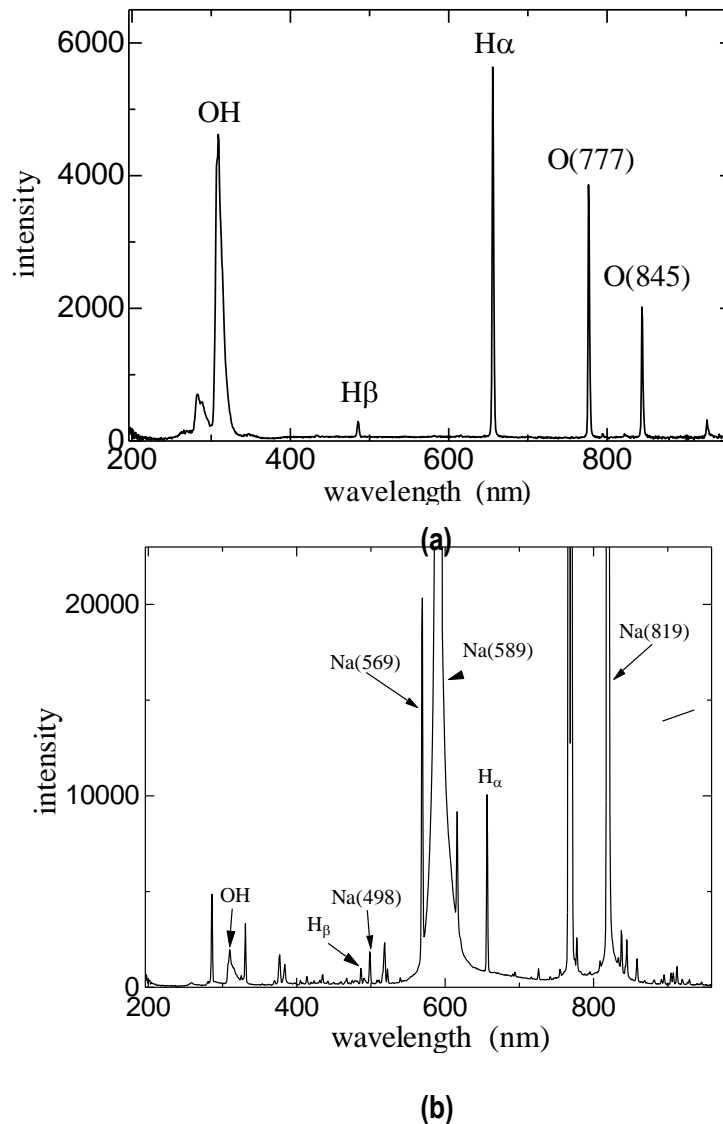 6000
4000
2000
0
intensity
OH
Hβ
Hα
O(777)
O(845)
200
400
600
800
wavelength (nm)
(a)
20000
10000
0
intensity
Na(569)
Na(589)
Na(819)
Hα
OH
Hβ
Na(498)
200
400
600
800
wavelength (nm)
(b)